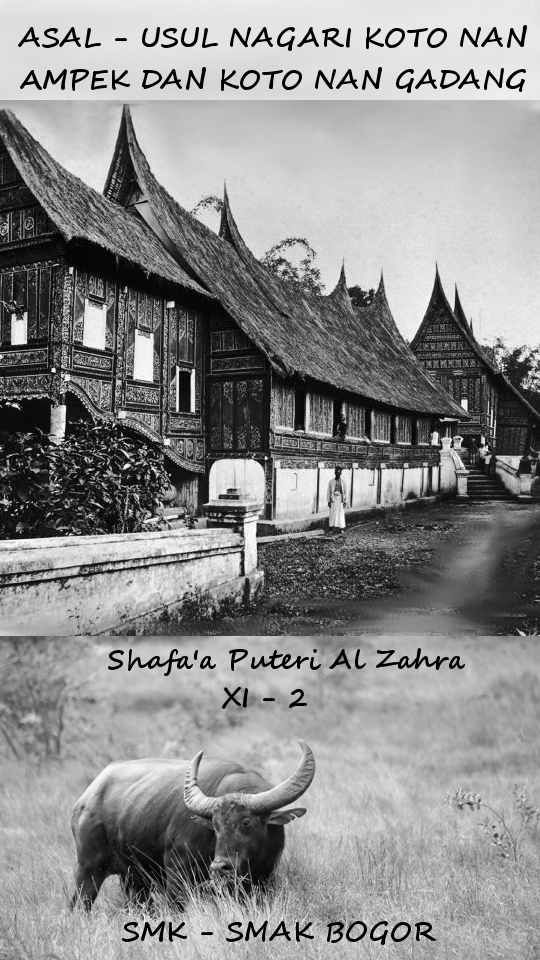 ASAL - USUL NAGARI KOTO NAN
AMPEK DAN KOTO NAN GADANG
Shafa'a Puteri Al Zahra
XI - 2
SMK - SMAK BOGOR